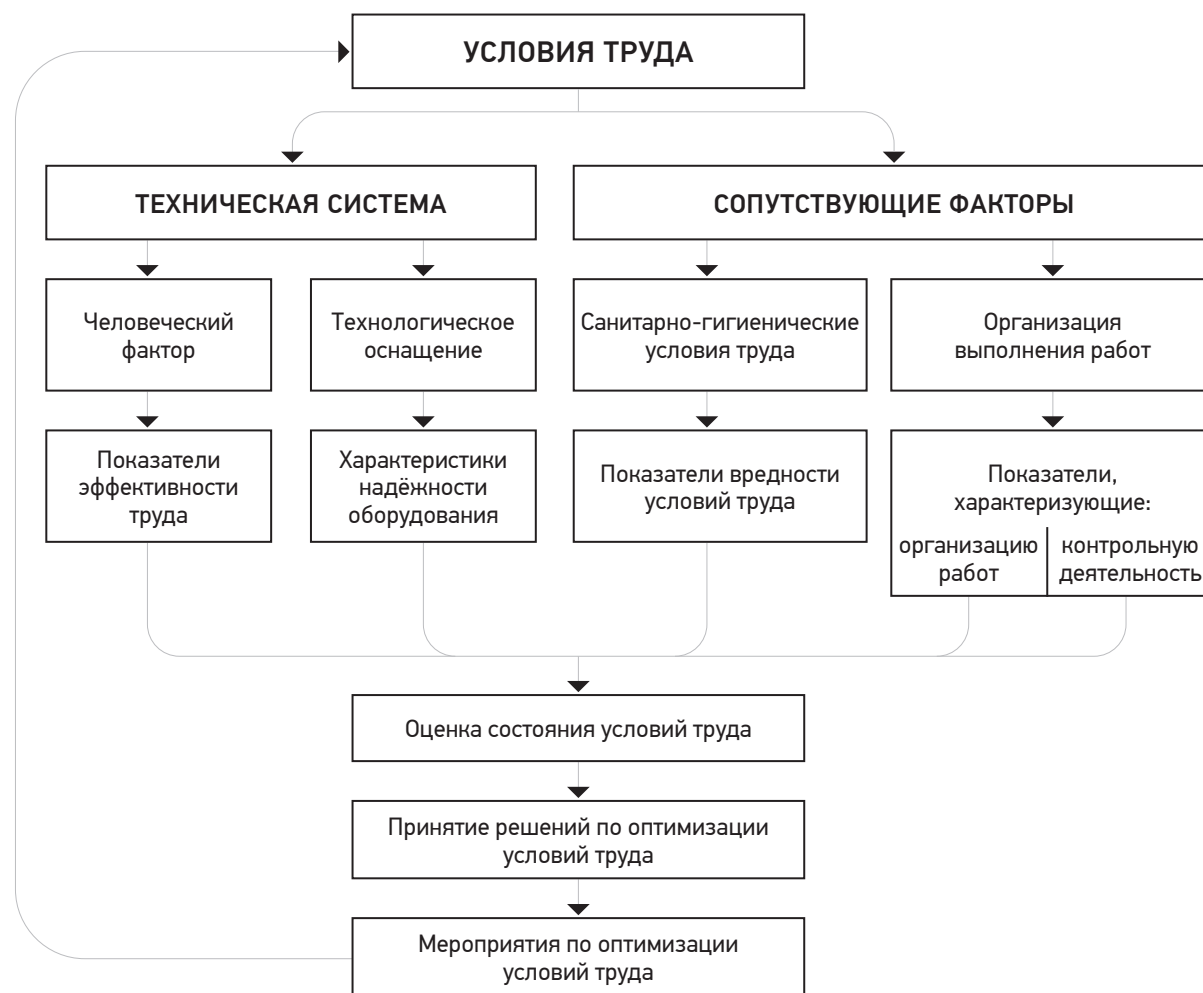 УСЛОВИЯ ТРУДА
ТЕХНИЧЕСКАЯ СИСТЕМА
СОПУТСТВУЮЩИЕ ФАКТОРЫ
Человеческий
фактор
Технологическое
оснащение
Санитарно-гигиенические
условия труда
Организация
выполнения работ
Показатели
эффективности
труда
Характеристики
надёжности
оборудования
Показатели вредности
условий труда
Показатели,
характеризующие:
организацию
работ
контрольную
деятельность
Оценка состояния условий труда
Принятие решений по оптимизации
условий труда
Мероприятия по оптимизации
условий труда